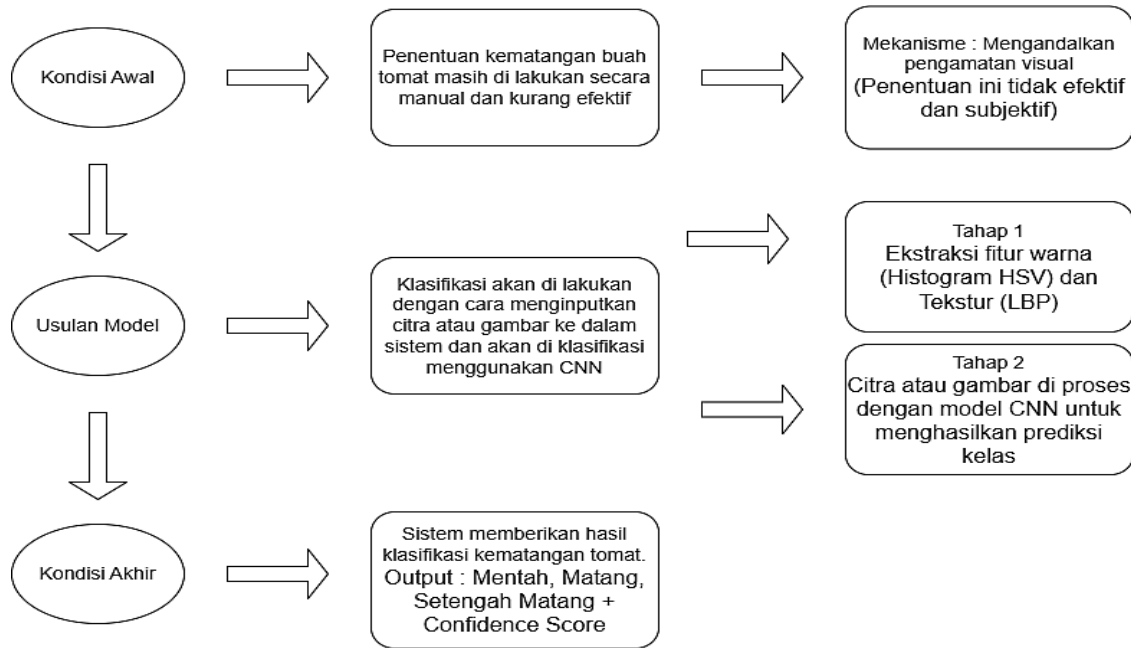 Kondisi Awal
Penentuan kematangan buah
tomat masih di lakukan secara
manual dan kurang efektif
Mekanisme : Mengandalkan
pengamatan visual
(Penentuan ini tidak efektif
dan subjektif)
Usulan Model
Klasifikasi akan di lakukan
dengan cara menginputkan
citra atau gambar ke dalam
sistem dan akan di klasifikasi
menggunakan CNN
Tahap 1
Ekstraksi fitur warna
(Histogram HSV) dan
Tekstur (LBP)
Tahap 2
Citra atau gambar di proses
dengan model CNN untuk
menghasilkan prediksi
kelas
Kondisi Akhir
Sistem memberikan hasil
klasifikasi kematangan tomat.
Output : Mentah, Matang,
Setengah Matang +
Confidence Score